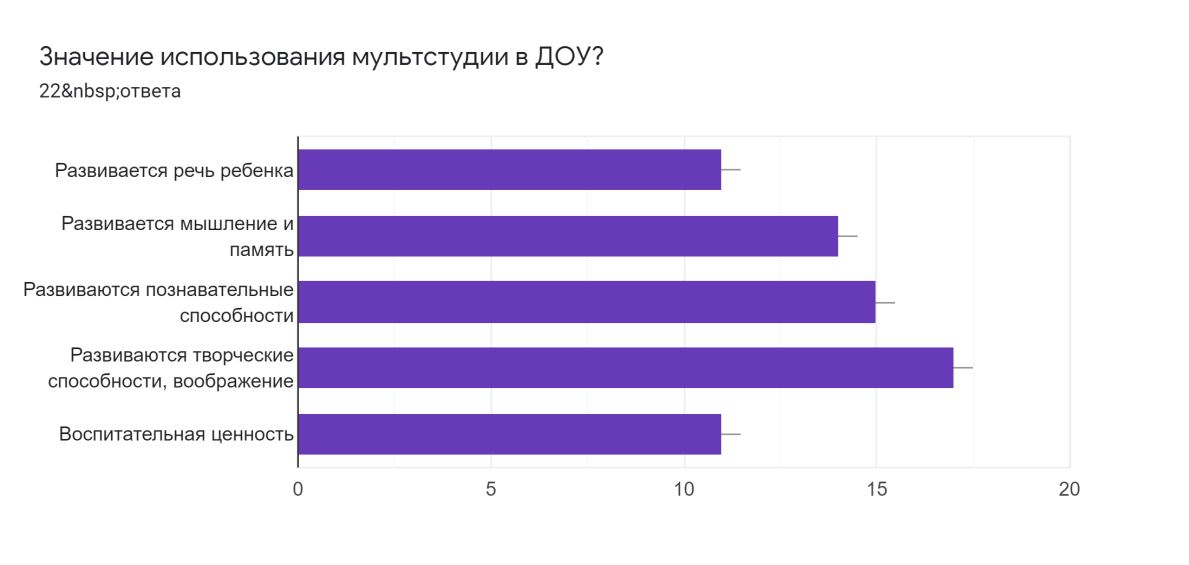 Значение использования мультстудии в ДОУ?
22&nbsp;ответа
Развивается речь ребенка
Развивается мышление и
память
Развиваются познавательные
способности
Развиваются творческие
способности, воображение
Воспитательная ценность
0 5 10 15 20